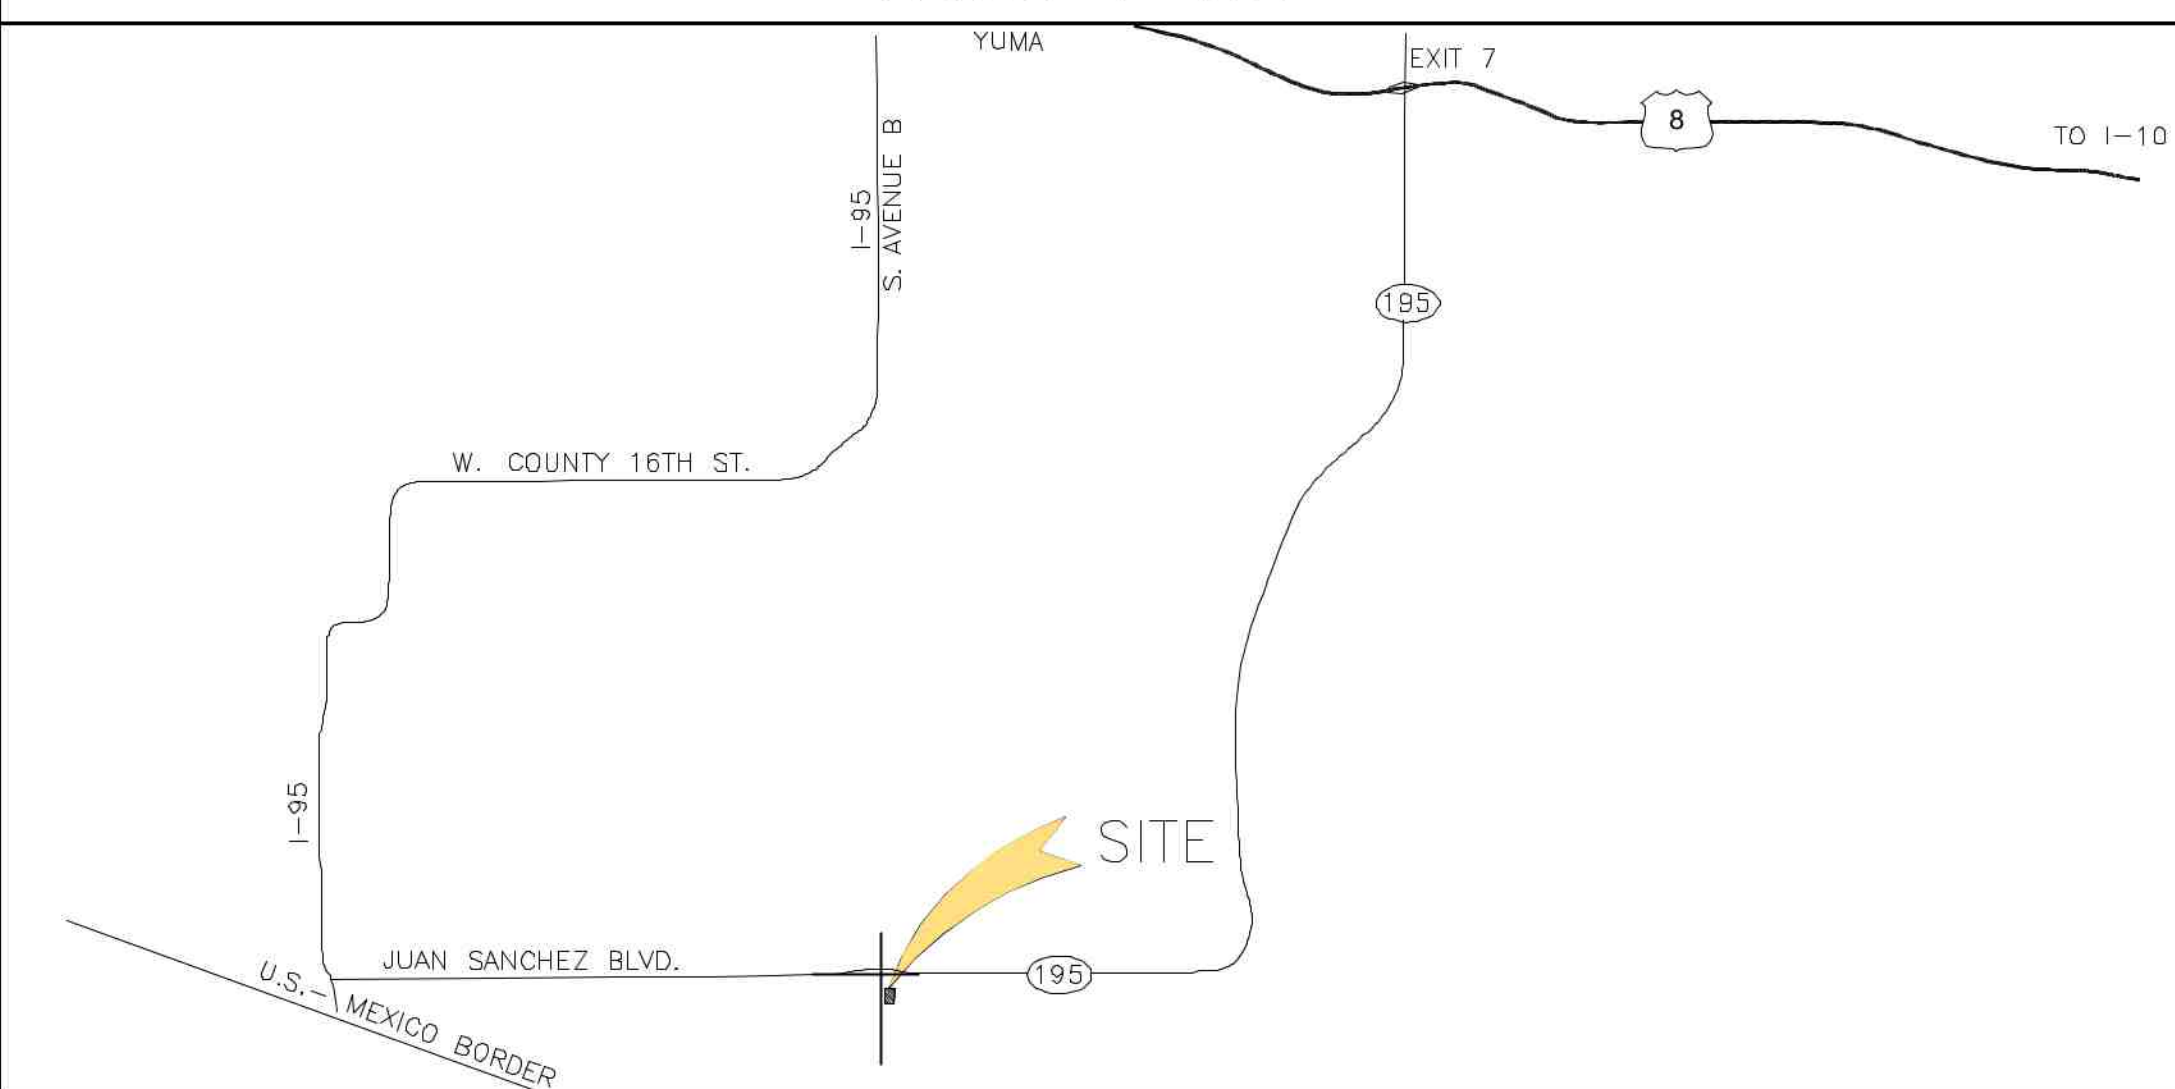 YUMA
EXIT 7
8
TO I-10
I-95
S. AVENUE B
195
W. COUNTY 16TH ST.
I-95
SITE
JUAN SANCHEZ BLVD.
195
U.S.- MEXICO BORDER